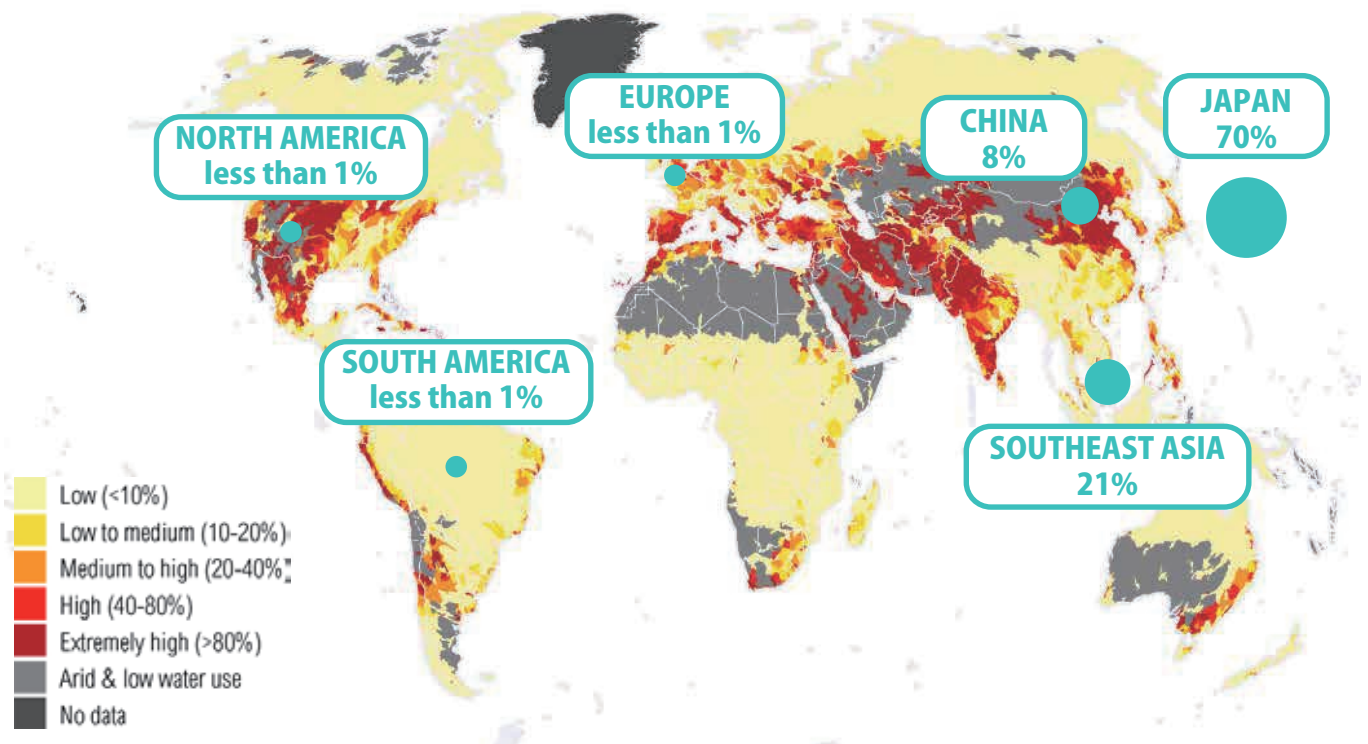 NORTH AMERICA
less than 1%
EUROPE
less than 1%
CHINA
8%
JAPAN
70%
SOUTH AMERICA
less than 1%
SOUTHEAST ASIA
21%
Low (<10%)
Low to medium (10-20%)
Medium to high (20-40%)
High (40-80%)
Extremely high (>80%)
Arid & low water use
No data